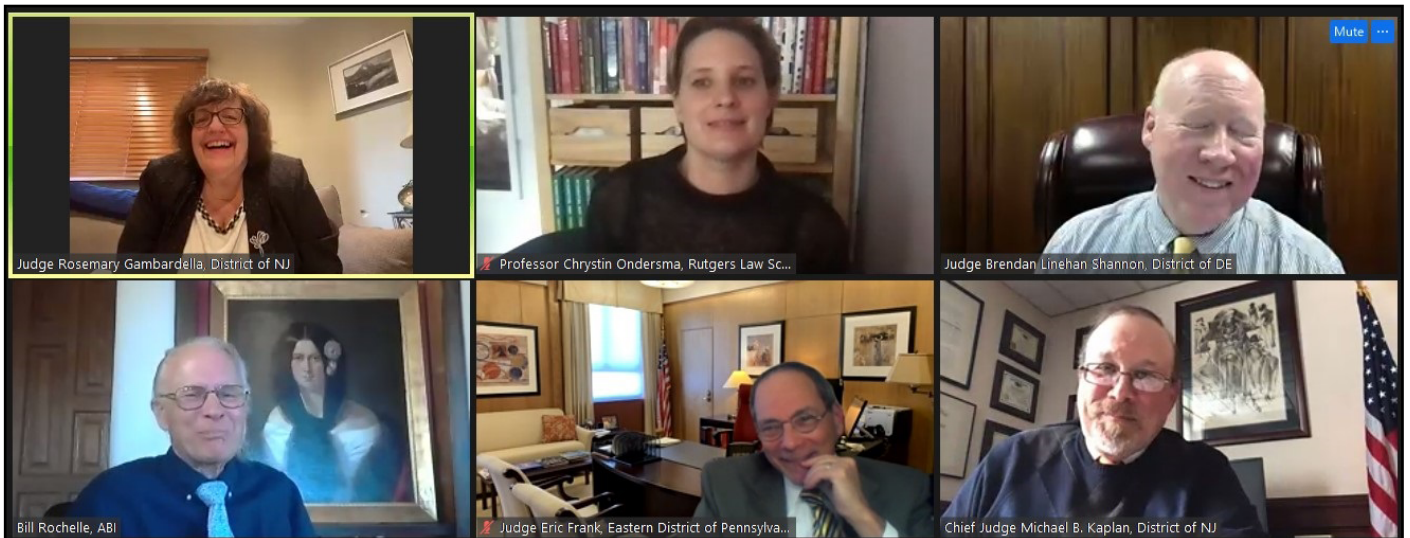 Mute ...
Judge Rosemary Gambardella, District of NJ
Professor Chrystin Ondersma, Rutgers Law Sc...
Judge Brendan Linehan Shannon, District of DE
Bill Rochelle, ABI
Judge Eric Frank, Eastern District of Pennsylva...
Chief Judge Michael B. Kaplan, District of NJ